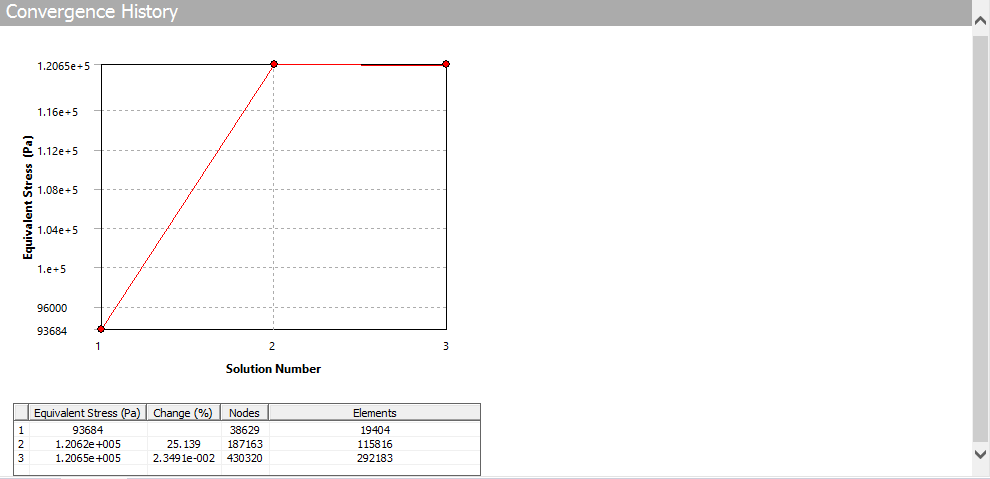 Convergence History
1.2065e+5
1.16e+5
1.12e+5
1.08e+5
1.04e+5
1.e+5
96000
93684
Equivalent Stress (Pa)
1 2 3
Solution Number
Equivalent Stress (Pa) Change (%) Nodes Elements
1 93684 38629 19404
2 1.2062e+005 25.139 187163 115816
3 1.2065e+005 2.3491e-002 430320 292183